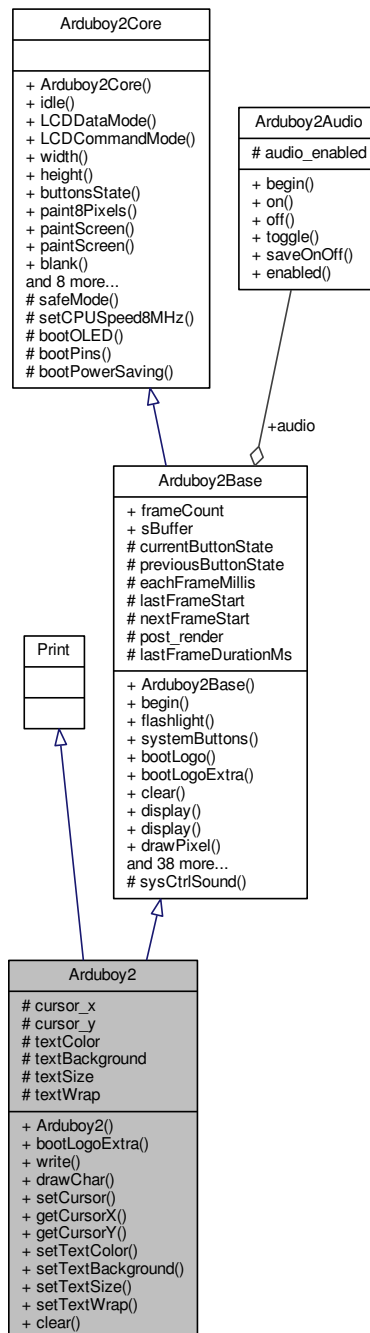 Arduboy2Core
+ Arduboy2Core()
+ idle()
+ LCDDataMode()
+ LCDCommandMode()
+ width()
+ height()
+ buttonsState()
+ paint8Pixels()
+ paintScreen()
+ paintScreen()
+ blank()
and 8 more...
# safeMode()
# setCPUSpeed8MHz()
# bootOLED()
# bootPins()
# bootPowerSaving()
Arduboy2Audio
# audio_enabled
+ begin()
+ on()
+ off()
+ toggle()
+ saveOnOff()
+ enabled()
+audio
Arduboy2Base
+ frameCount
+ sBuffer
# currentButtonState
# previousButtonState
# eachFrameMillis
# lastFrameStart
# nextFrameStart
# post_render
# lastFrameDurationMs
+ Arduboy2Base()
+ begin()
+ flashlight()
+ systemButtons()
+ bootLogo()
+ bootLogoExtra()
+ clear()
+ display()
+ display()
+ drawPixel()
and 38 more...
# sysCtrlSound()
Print
Arduboy2
# cursor_x
# cursor_y
# textColor
# textBackground
# textSize
# textWrap
+ Arduboy2()
+ bootLogoExtra()
+ write()
+ drawChar()
+ setCursor()
+ getCursorX()
+ getCursorY()
+ setTextColor()
+ setTextBackground()
+ setTextSize()
+ setTextWrap()
+ clear()